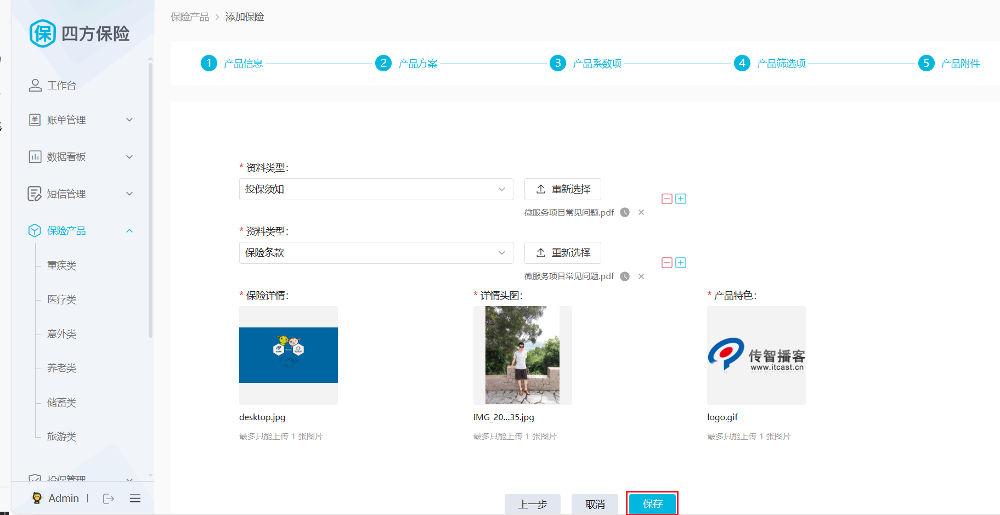 四方保险
工作台
账单管理
数据看板
短信管理
保险产品
重疾类
医疗类
意外类
养老类
储蓄类
旅游类
投保管理
Admin
保险产品 > 添加保险
1 产品信息
2 产品方案
3 产品系数项
4 产品筛选项
5 产品附件
* 资料类型：
投保须知
重新选择
微服务项目常见问题.pdf
* 资料类型：
保险条款
重新选择
微服务项目常见问题.pdf
* 保险详情：
desktop.jpg
最多只能上传 1 张图片
* 详情头图：
IMG_20...35.jpg
最多只能上传 1 张图片
* 产品特色：
传智播客
www.itcast.cn
logo.gif
最多只能上传 1 张图片
上一步
取消
保存